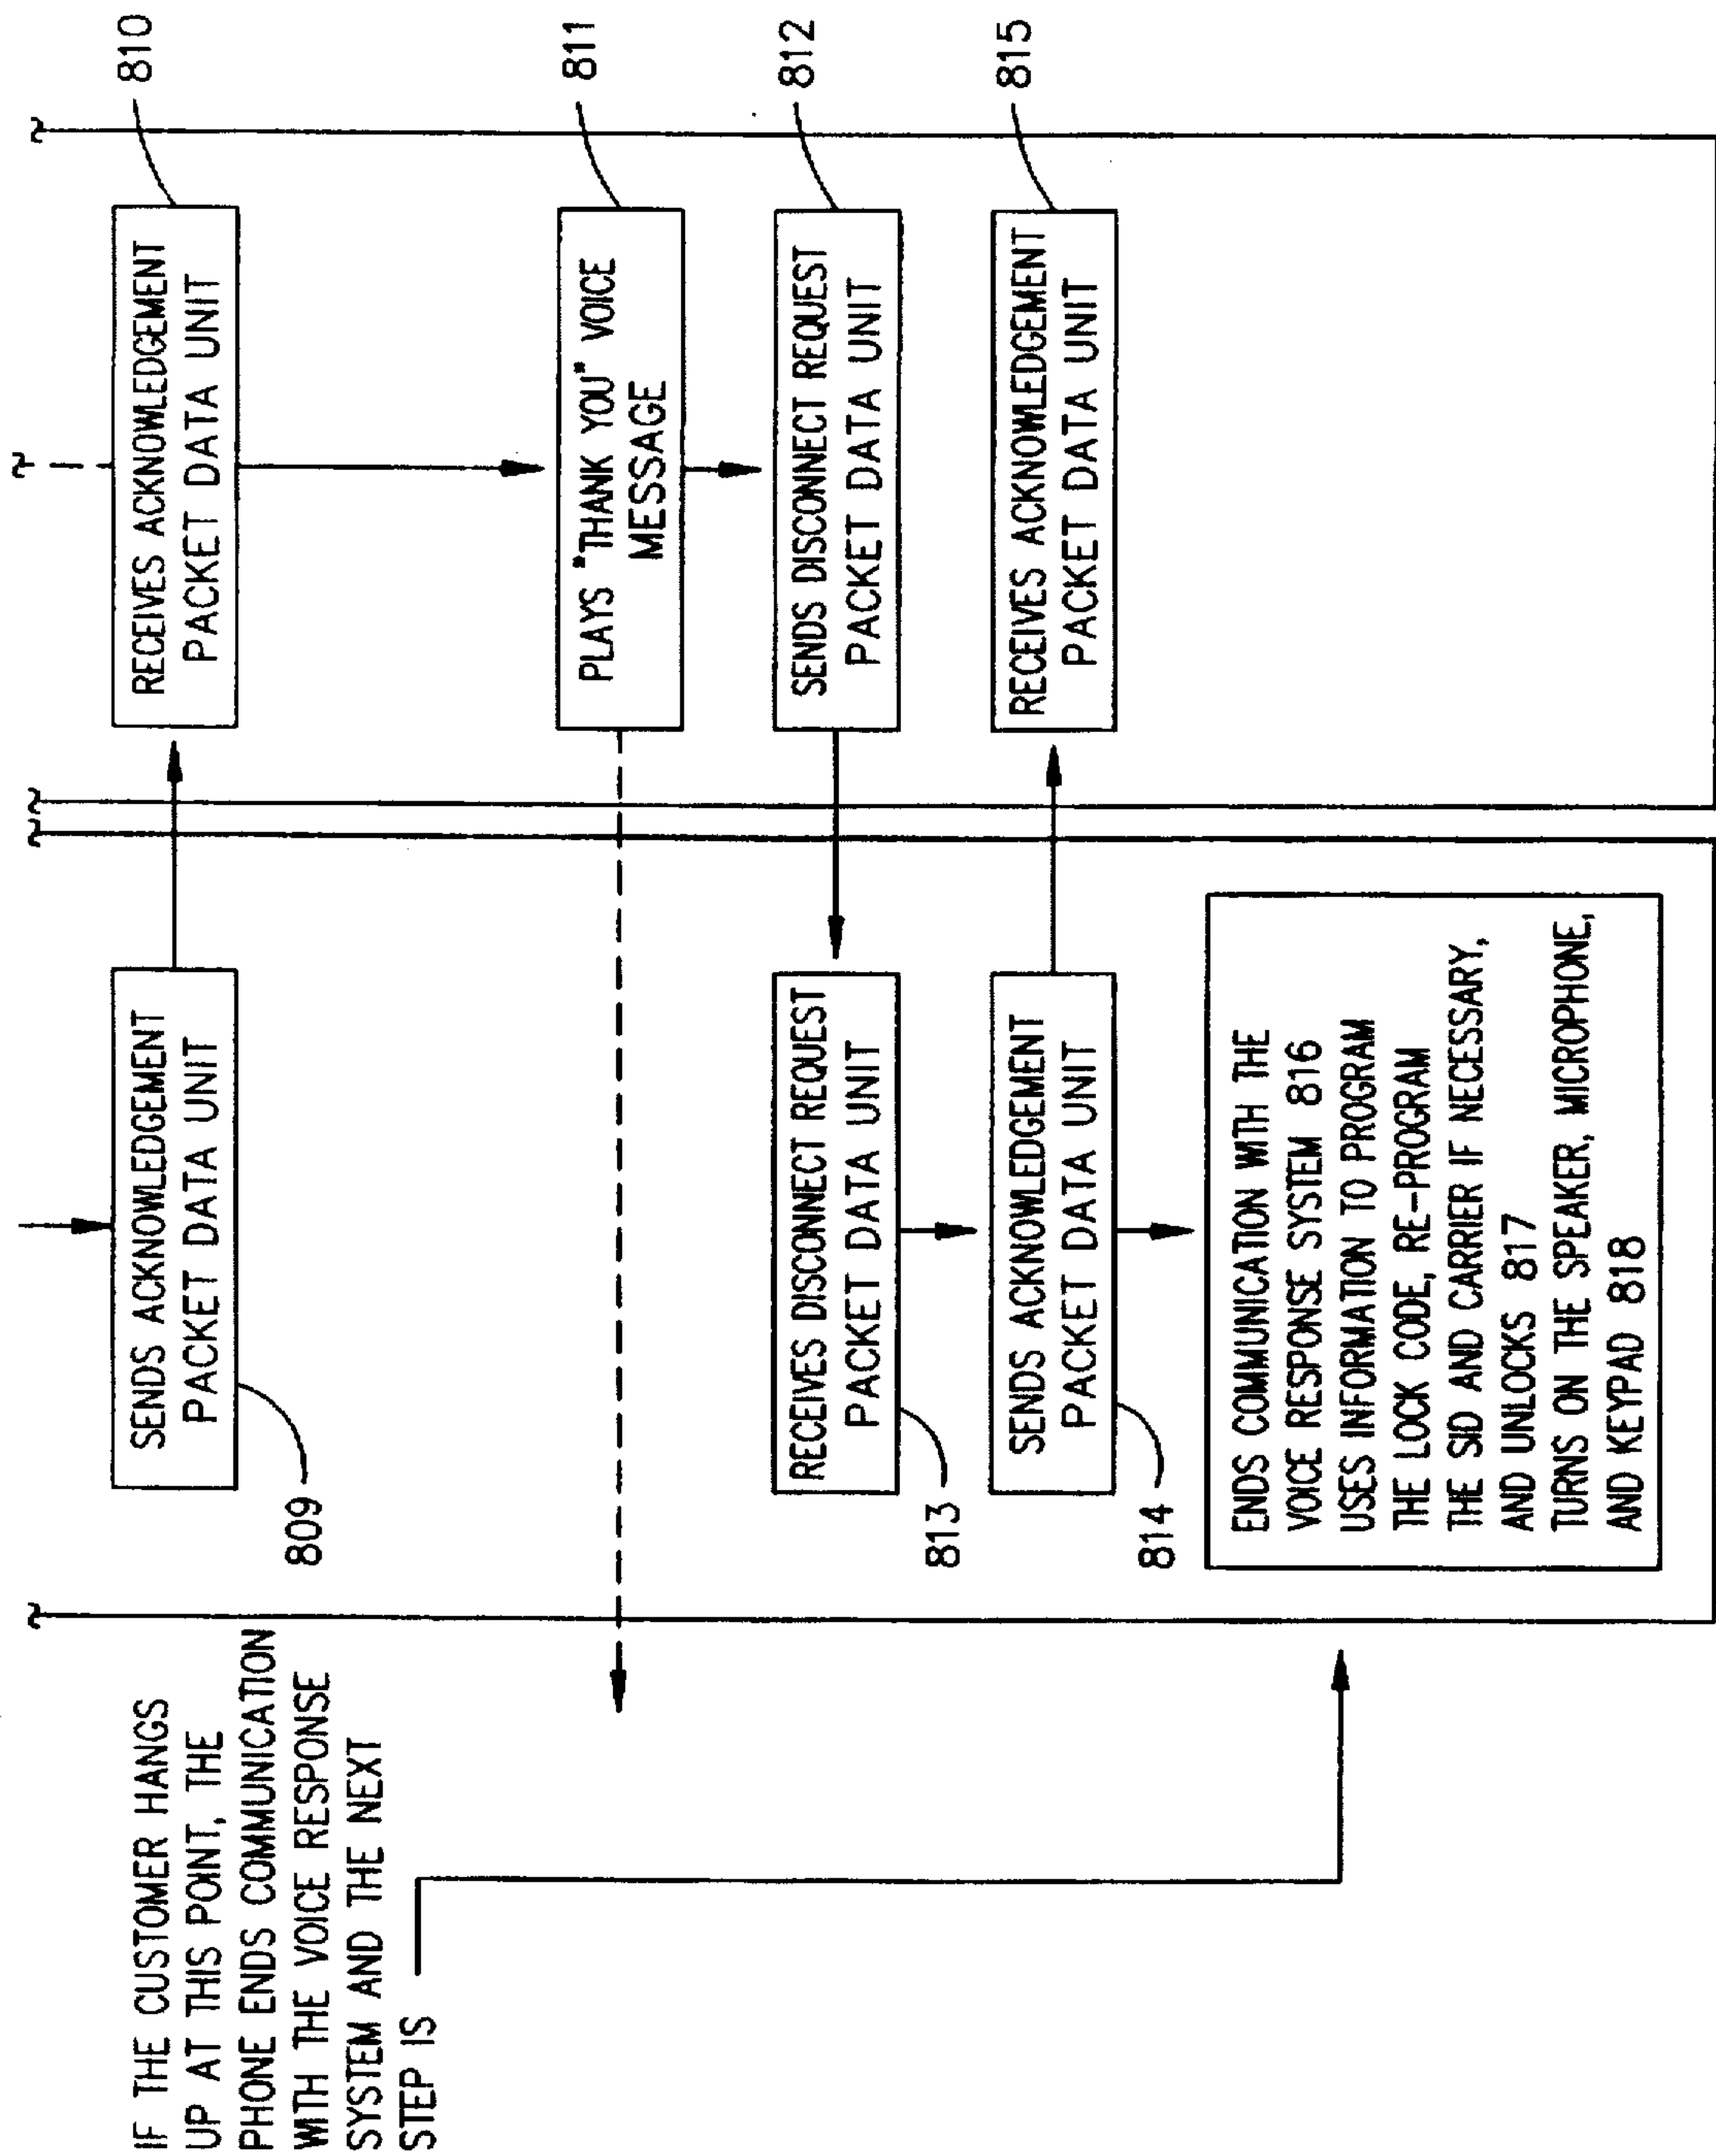 IF THE CUSTOMER HANGS
UP AT THIS POINT, THE
PHONE ENDS COMMUNICATION
WITH THE VOICE RESPONSE
SYSTEM AND THE NEXT
STEP IS
SENDS ACKNOWLEDGEMENT
PACKET DATA UNIT
809
RECEIVES ACKNOWLEDGEMENT
PACKET DATA UNIT
810
PLAYS "THANK YOU" VOICE
MESSAGE
811
SENDS DISCONNECT REQUEST
PACKET DATA UNIT
812
RECEIVES DISCONNECT REQUEST
PACKET DATA UNIT
813
SENDS ACKNOWLEDGEMENT
PACKET DATA UNIT
814
RECEIVES ACKNOWLEDGEMENT
PACKET DATA UNIT
815
ENDS COMMUNICATION WITH THE
VOICE RESPONSE SYSTEM 816
USES INFORMATION TO PROGRAM
THE LOCK CODE, RE-PROGRAM
THE SID AND CARRIER IF NECESSARY,
AND UNLOCKS 817
TURNS ON THE SPEAKER, MICROPHONE,
AND KEYPAD 818